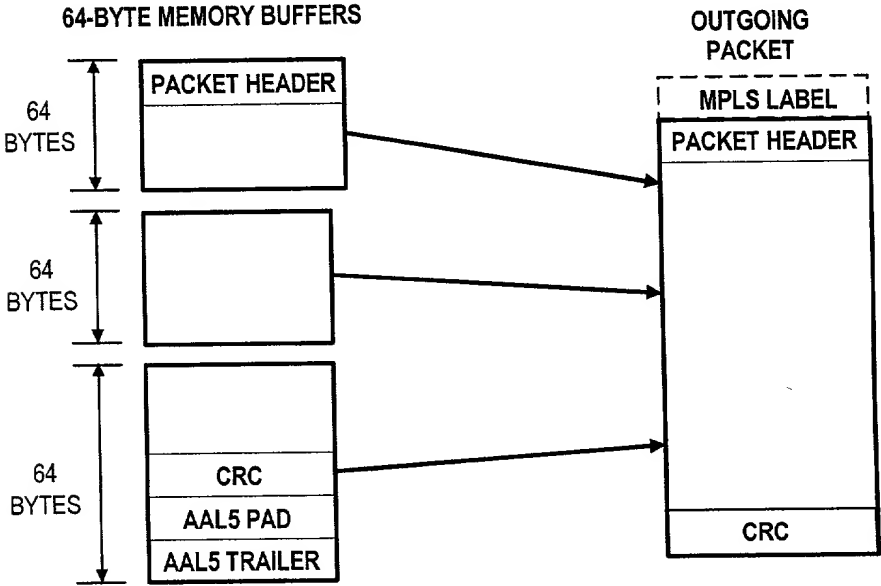 64-BYTE MEMORY BUFFERS
OUTGOING
PACKET
PACKET HEADER
MPLS LABEL
64
BYTES
PACKET HEADER
64
BYTES
64
BYTES
CRC
AAL5 PAD
AAL5 TRAILER
CRC